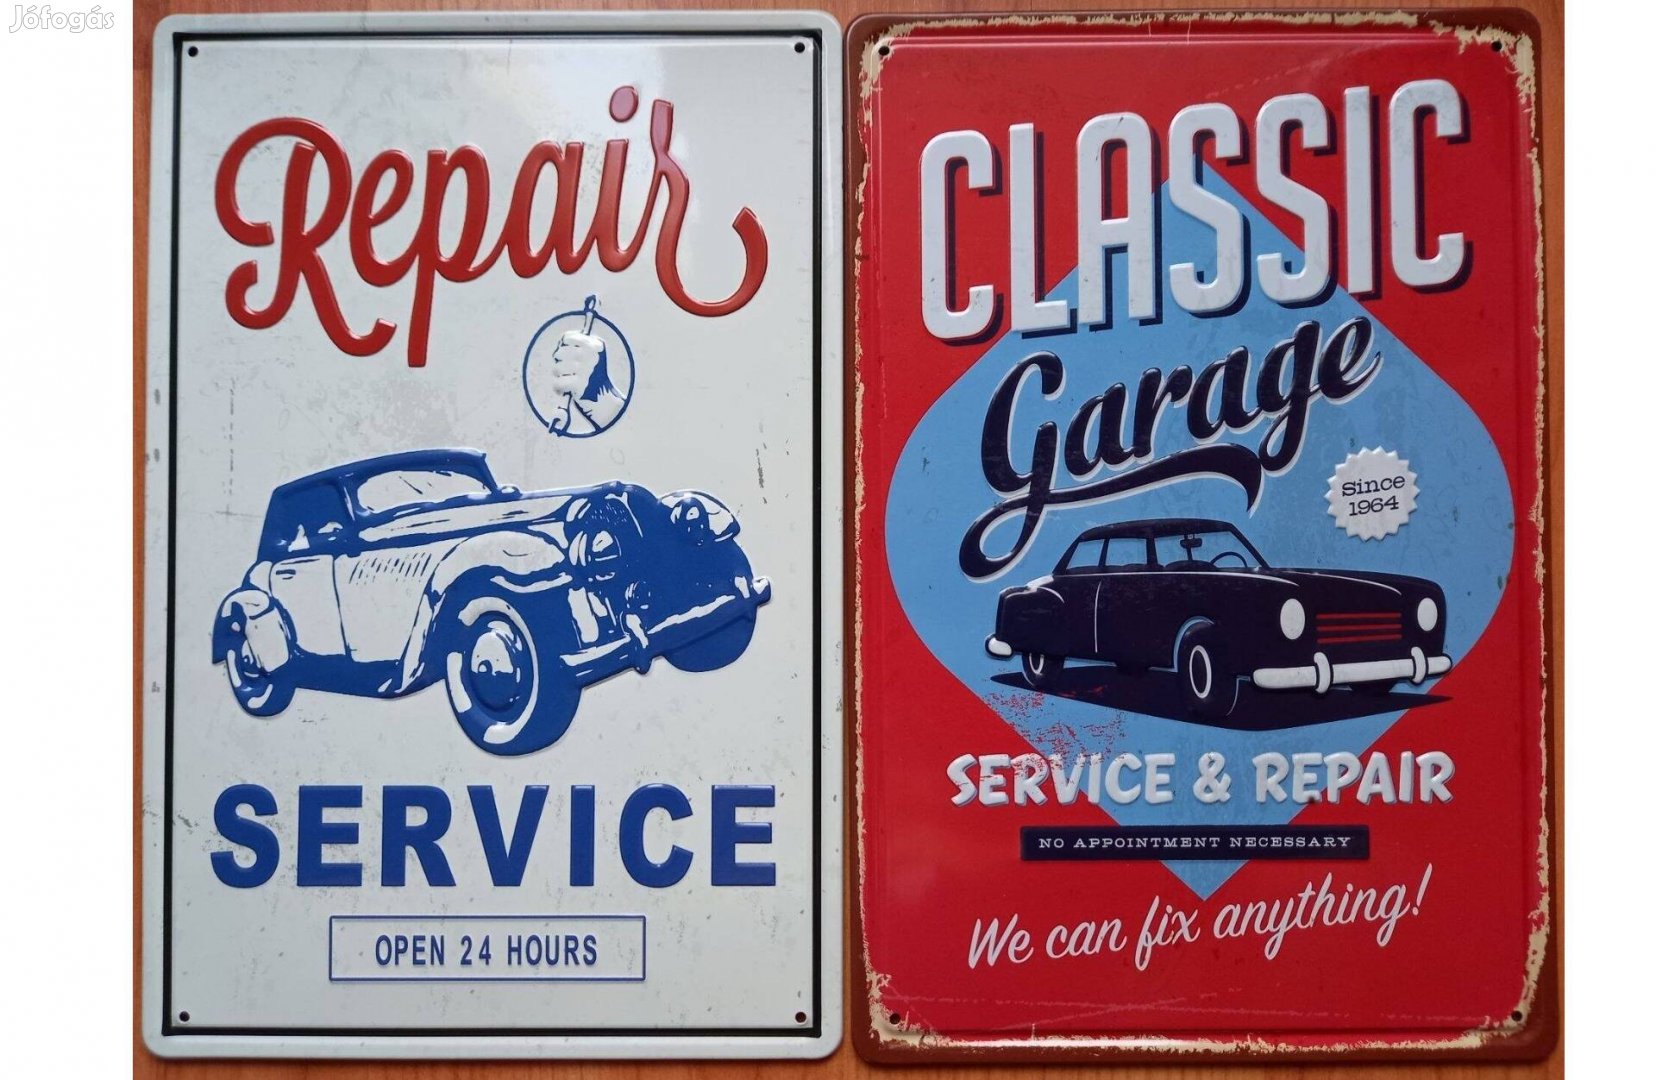 Jófogás
Repair
SERVICE
OPEN 24 HOURS
CLASSIC
Garage
Since
1964
SERVICE & REPAIR
NO APPOINTMENT NECESSARY
We can fix anything!